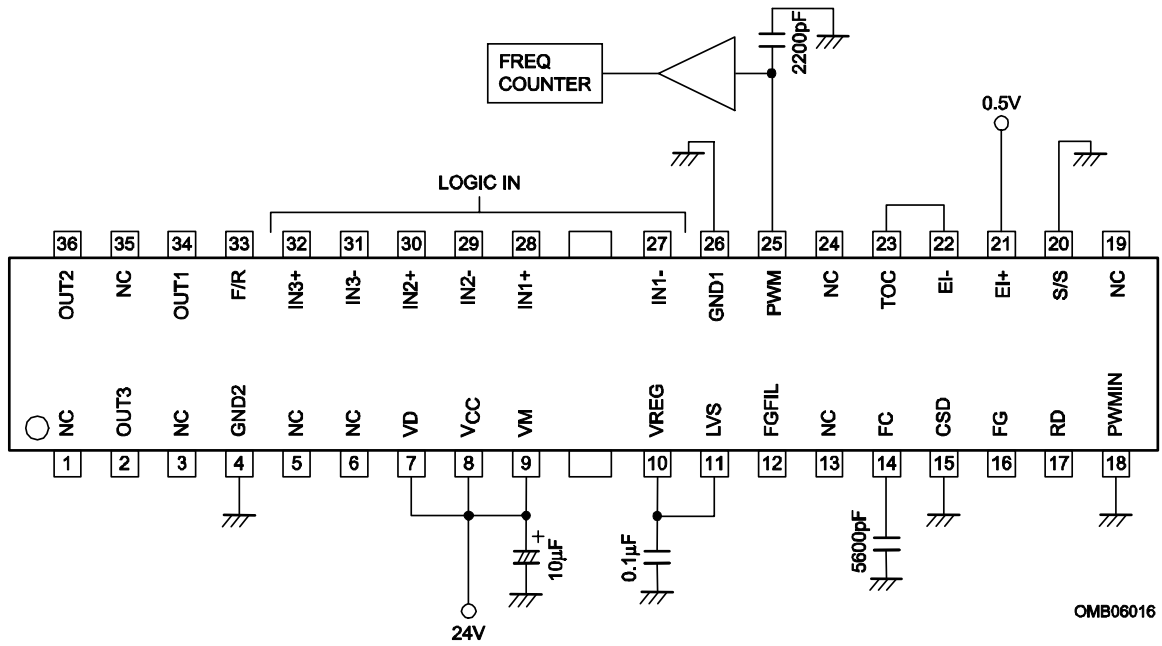 2200pF
FREQ
COUNTER
0.5V
LOGIC IN
36 35 34 33 32 31 30 29 28 27 26 25 24 23 22 21 20 19
OUT2 NC OUT1 F/R IN3+ IN3- IN2+ IN2- IN1+ IN1- GND1 PWM NC TOC EI- EI+ S/S NC
NC OUT3 NC GND2 NC NC VD VCC VM VREG LVS FGFIL NC FC CSD FG RD PWMIN
1 2 3 4 5 6 7 8 9 10 11 12 13 14 15 16 17 18
+
10µF
0.1µF
5600pF
24V
OMB06016